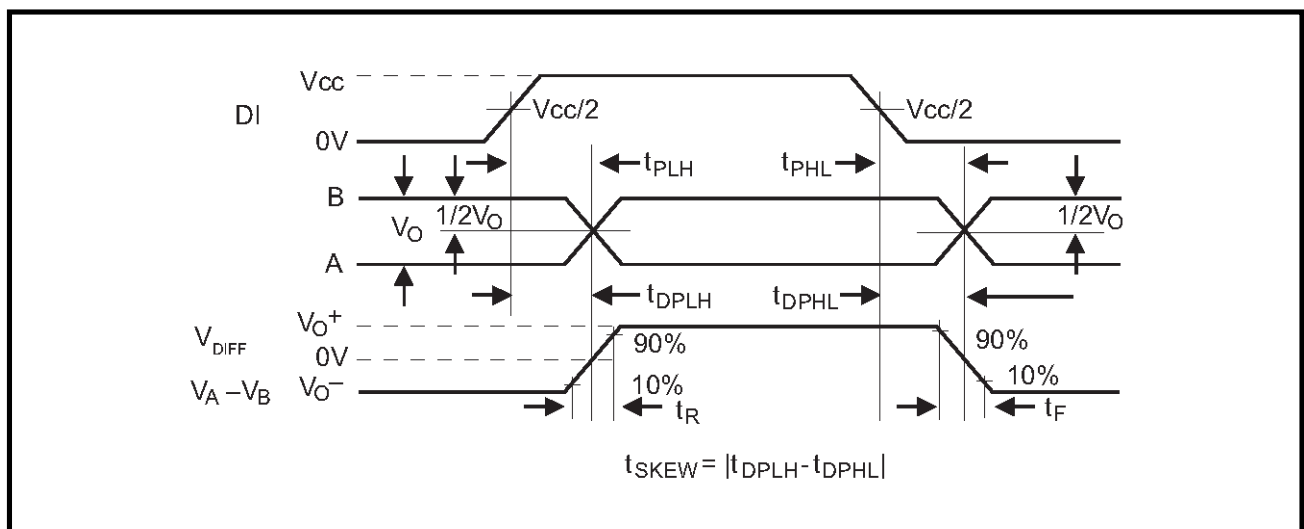 Vcc
DI
Vcc/2
Vcc/2
0V
tPLH
tPHL
B
VO
1/2VO
1/2VO
A
tDPLH
tDPHL
VO+
VDIFF
90%
90%
0V
10%
10%
VA –VB
VO–
tR
tF
tSKEW = |tDPLH - tDPHL|